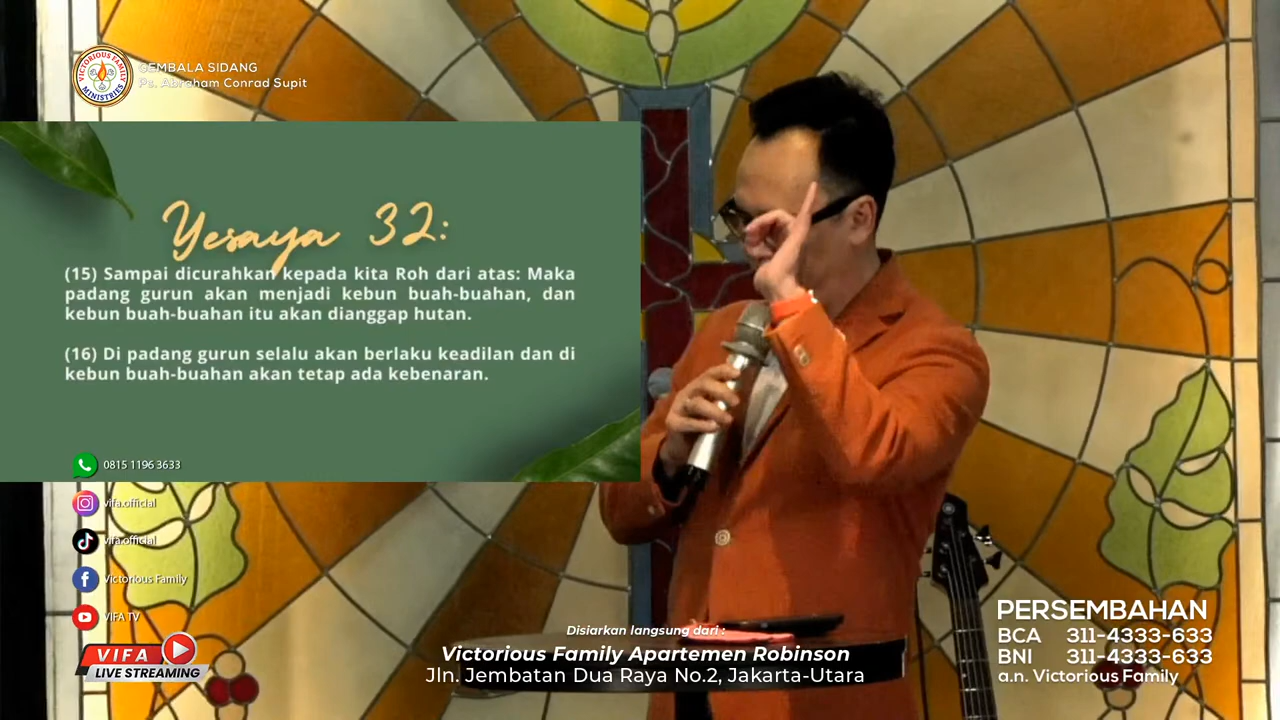 VICTORIOUS FAMILY
MINISTRIES
GEMBALA SIDANG
Ps. Abraham Conrad Supit
Yesaya 32:
(15) Sampai dicurahkan kepada kita Roh dari atas: Maka
padang gurun akan menjadi kebun buah-buahan, dan
kebun buah-buahan itu akan dianggap hutan.
(16) Di padang gurun selalu akan berlaku keadilan dan di
kebun buah-buahan akan tetap ada kebenaran.
0815 1196 3633
vifa.official
vifa.official
Victorious Family
VIFA TV
VIFA
LIVE STREAMING
Disiarkan langsung dari :
Victorious Family Apartemen Robinson
Jln. Jembatan Dua Raya No.2, Jakarta-Utara
PERSEMBAHAN
BCA 311-4333-633
BNI 311-4333-633
a.n. Victorious Family